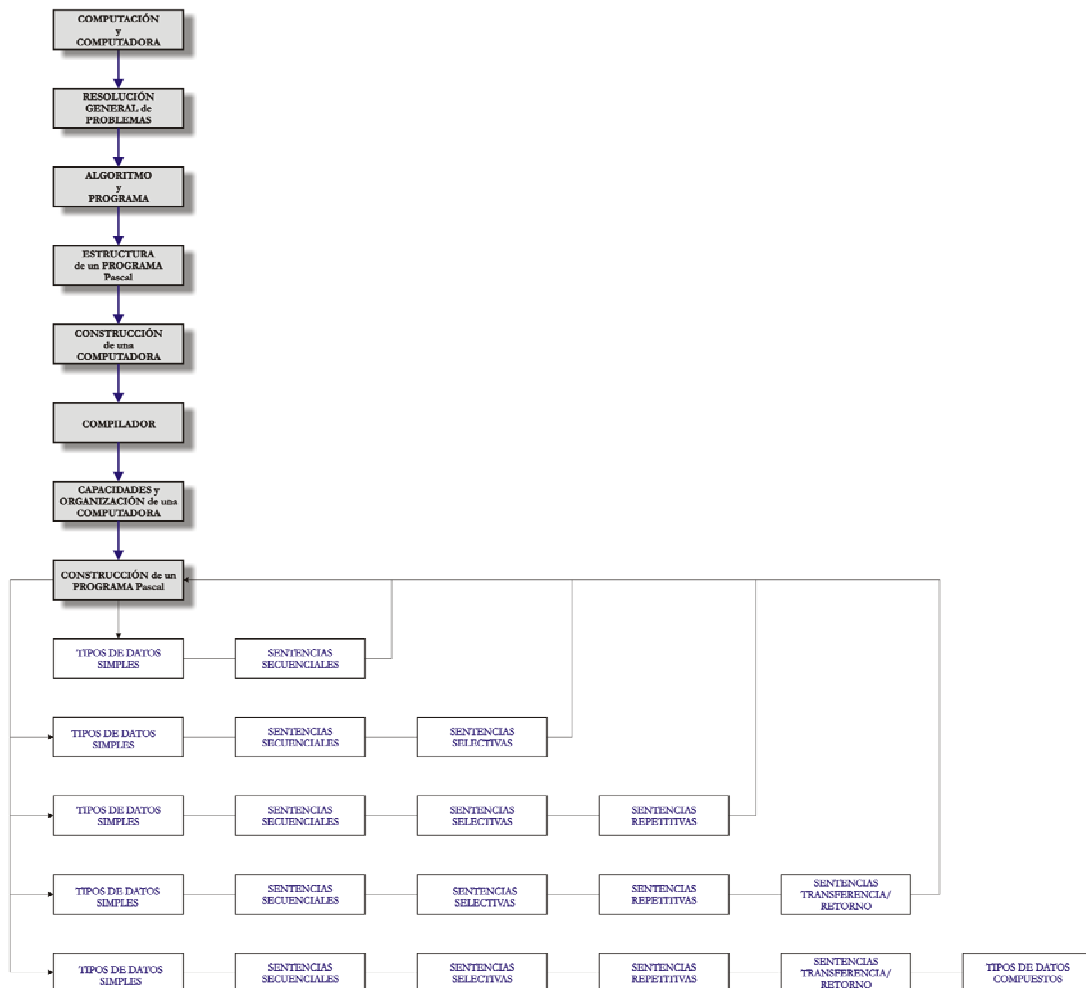 COMPUTACIÓN
y
COMPUTADORA
RESOLUCIÓN
GENERAL de
PROBLEMAS
ALGORITMO
y
PROGRAMA
ESTRUCTURA
de un PROGRAMA
Pascal
CONSTRUCCIÓN
de una
COMPUTADORA
COMPILADOR
CAPACIDADES y
ORGANIZACIÓN de una
COMPUTADORA
CONSTRUCCIÓN de un
PROGRAMA Pascal
TIPOS DE DATOS
SIMPLES
SENTENCIAS
SECUENCIALES
TIPOS DE DATOS
SIMPLES
SENTENCIAS
SECUENCIALES
SENTENCIAS
SELECTIVAS
TIPOS DE DATOS
SIMPLES
SENTENCIAS
SECUENCIALES
SENTENCIAS
SELECTIVAS
SENTENCIAS
REPETITIVAS
TIPOS DE DATOS
SIMPLES
SENTENCIAS
SECUENCIALES
SENTENCIAS
SELECTIVAS
SENTENCIAS
REPETITIVAS
SENTENCIAS
TRANSFERENCIA/
RETORNO
TIPOS DE DATOS
SIMPLES
SENTENCIAS
SECUENCIALES
SENTENCIAS
SELECTIVAS
SENTENCIAS
REPETITIVAS
SENTENCIAS
TRANSFERENCIA/
RETORNO
TIPOS DE DATOS
COMPUESTOS